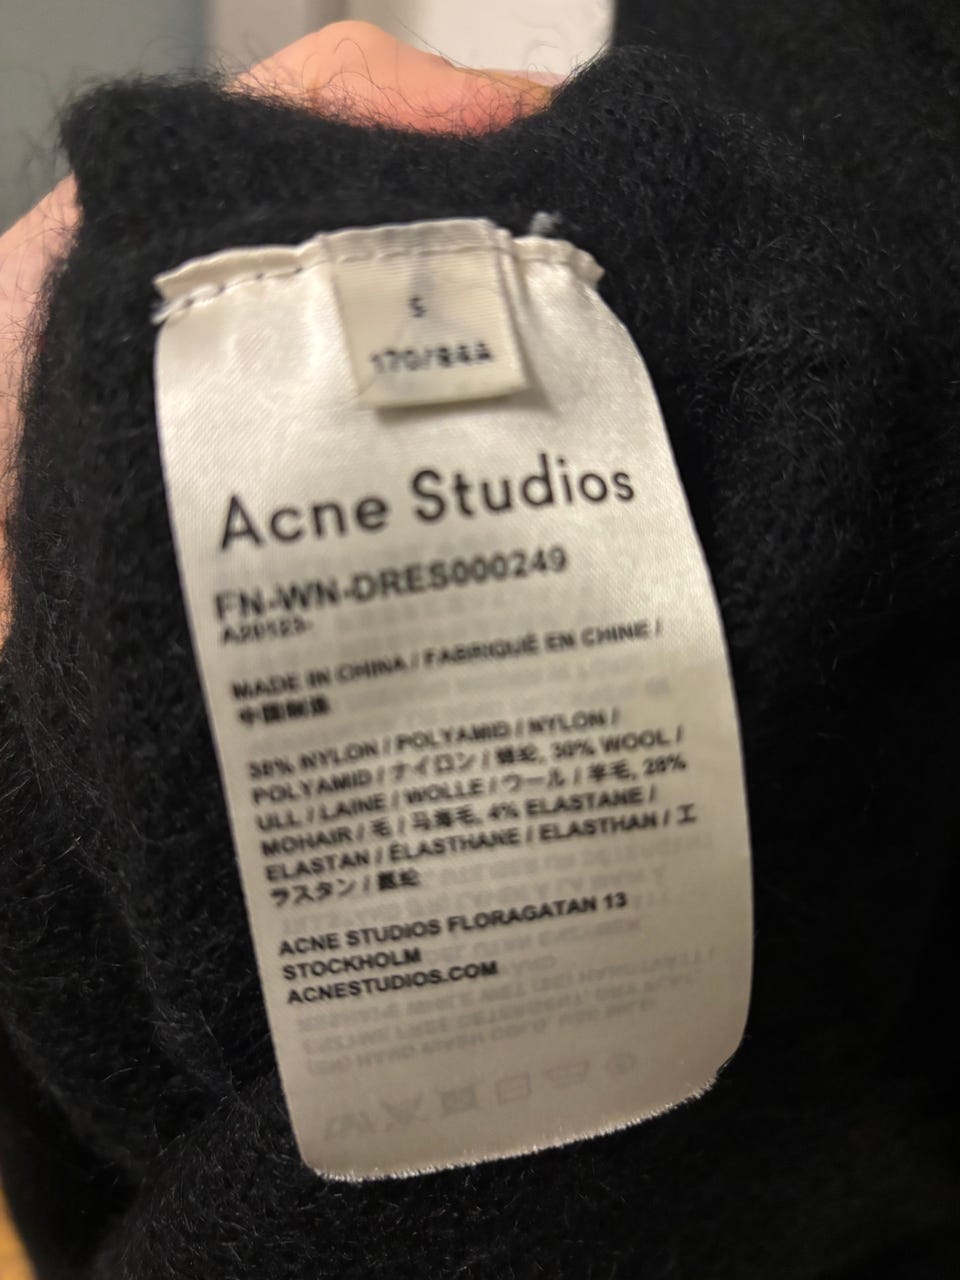 S
170/84A
Acne Studios
FN-WN-DRES000249
A20123-
MADE IN CHINA / FABRIQUÉ EN CHINE /
中国制造
38% NYLON / POLYAMID / NYLON /
POLYAMID / ナイロン / 锦纶, 30% WOOL /
ULL / LAINE / WOLLE / ウール / 羊毛, 28%
MOHAIR / 毛 / 马海毛, 4% ELASTANE /
ELASTAN / ÉLASTHANE / ELASTHAN / エ
ラスタン / 氨纶
ACNE STUDIOS FLORAGATAN 13
STOCKHOLM
ACNESTUDIOS.COM